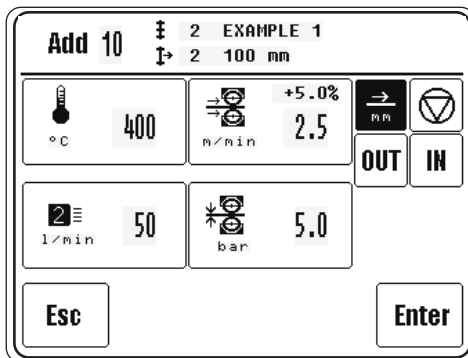 Add 10 2 EXAMPLE 1
2 100 mm
+5.0%
°C 400 m/min 2.5
mm
OUT IN
2 l/min 50 bar 5.0
Esc Enter